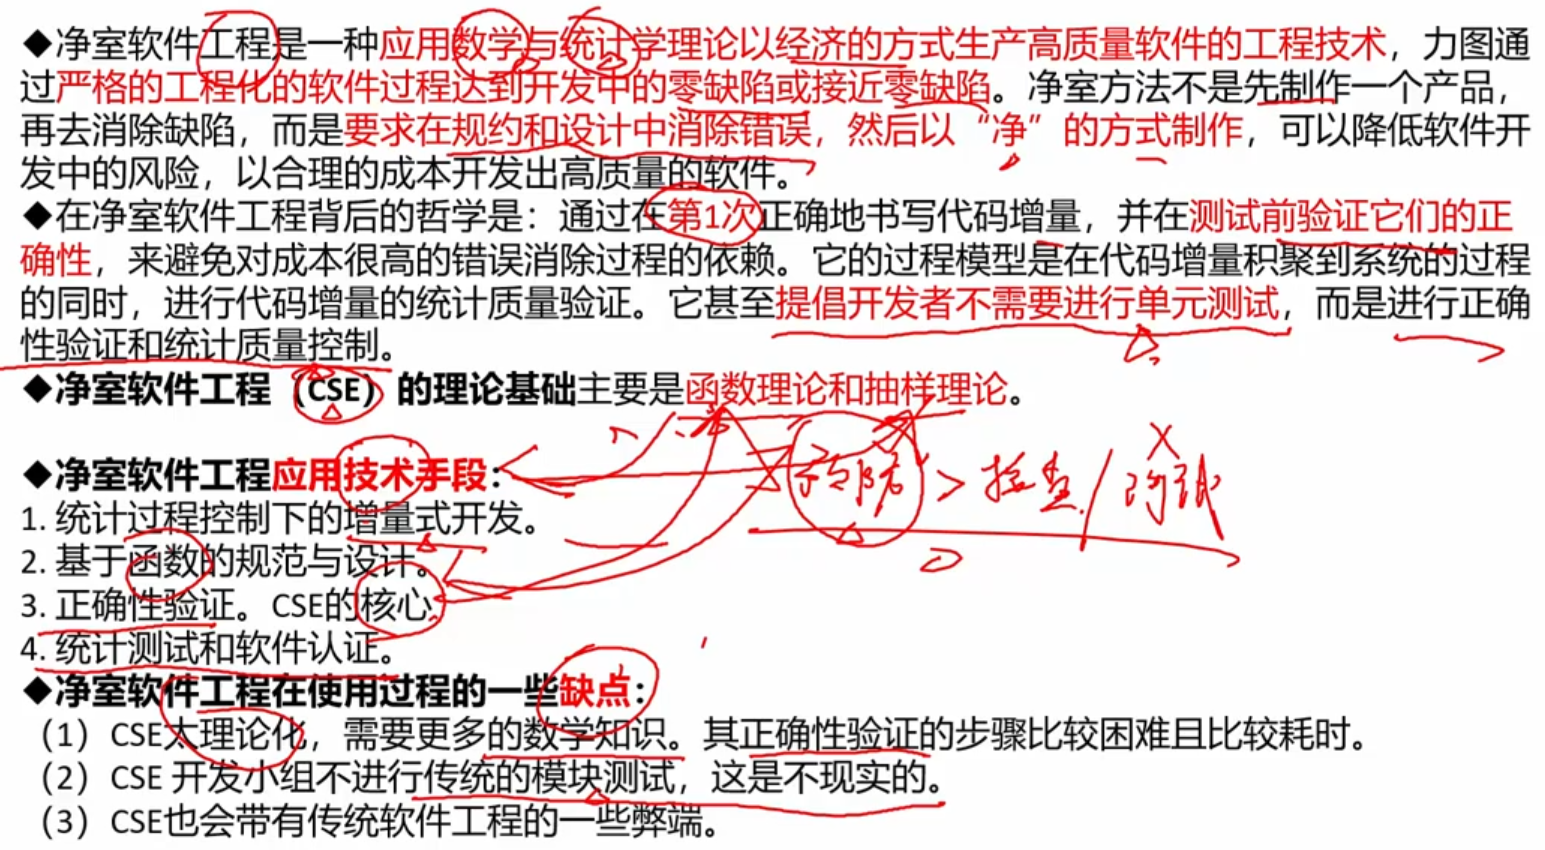 ◆净室软件工程是一种应用数学与统计学理论以经济的方式生产高质量软件的工程技术，力图通
过严格的工程化的软件过程达到开发中的零缺陷或接近零缺陷。净室方法不是先制作一个产品，
再去消除缺陷，而是要求在规约和设计中消除错误，然后以“净”的方式制作，可以降低软件开
发中的风险，以合理的成本开发出高质量的软件。
◆在净室软件工程背后的哲学是：通过在第1次正确地书写代码增量，并在测试前验证它们的正
确性，来避免对成本很高的错误消除过程的依赖。它的过程模型是在代码增量积聚到系统的过程
的同时，进行代码增量的统计质量验证。它甚至提倡开发者不需要进行单元测试，而是进行正确
性验证和统计质量控制。
◆净室软件工程（CSE）的理论基础主要是函数理论和抽样理论。
◆净室软件工程应用技术手段：
预防 > 检查 / 测试
1. 统计过程控制下的增量式开发。
2. 基于函数的规范与设计。
3. 正确性验证。CSE的核心.
4. 统计测试和软件认证。
◆净室软件工程在使用过程的一些缺点：
（1）CSE太理论化，需要更多的数学知识。其正确性验证的步骤比较困难且比较耗时。
（2）CSE 开发小组不进行传统的模块测试，这是不现实的。
（3）CSE也会带有传统软件工程的一些弊端。